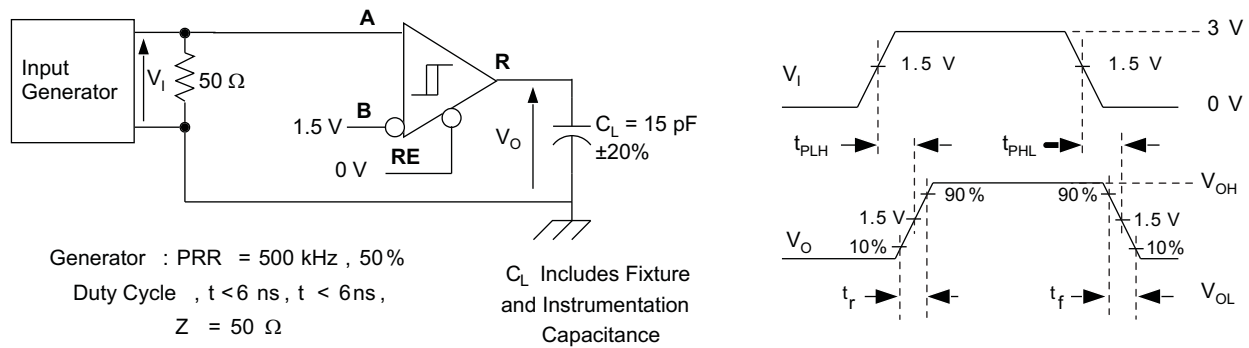 Input
Generator
V_I
50 Ω
A
B
1.5 V
0 V
RE
R
V_O
C_L = 15 pF
±20%
Generator : PRR = 500 kHz , 50%
Duty Cycle , t < 6 ns , t < 6ns ,
Z = 50 Ω
C_L Includes Fixture
and Instrumentation
Capacitance
3 V
V_I
1.5 V
1.5 V
0 V
t_PLH
t_PHL
V_OH
90%
90%
1.5 V
1.5 V
V_O
10%
10%
t_r
t_f
V_OL